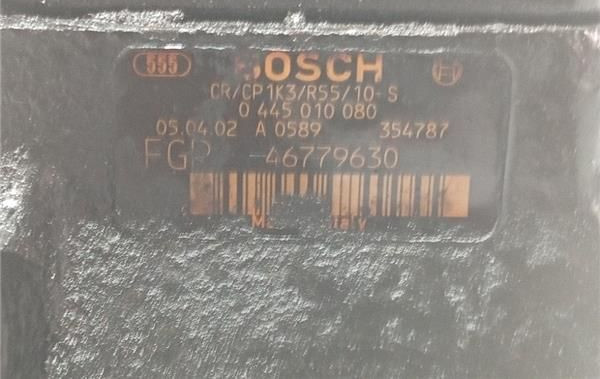 555 BOSCH
CR/CP1K3/R55/10-S
0 445 010 080
05.04.02 A 0589 354787
FGP -46779630